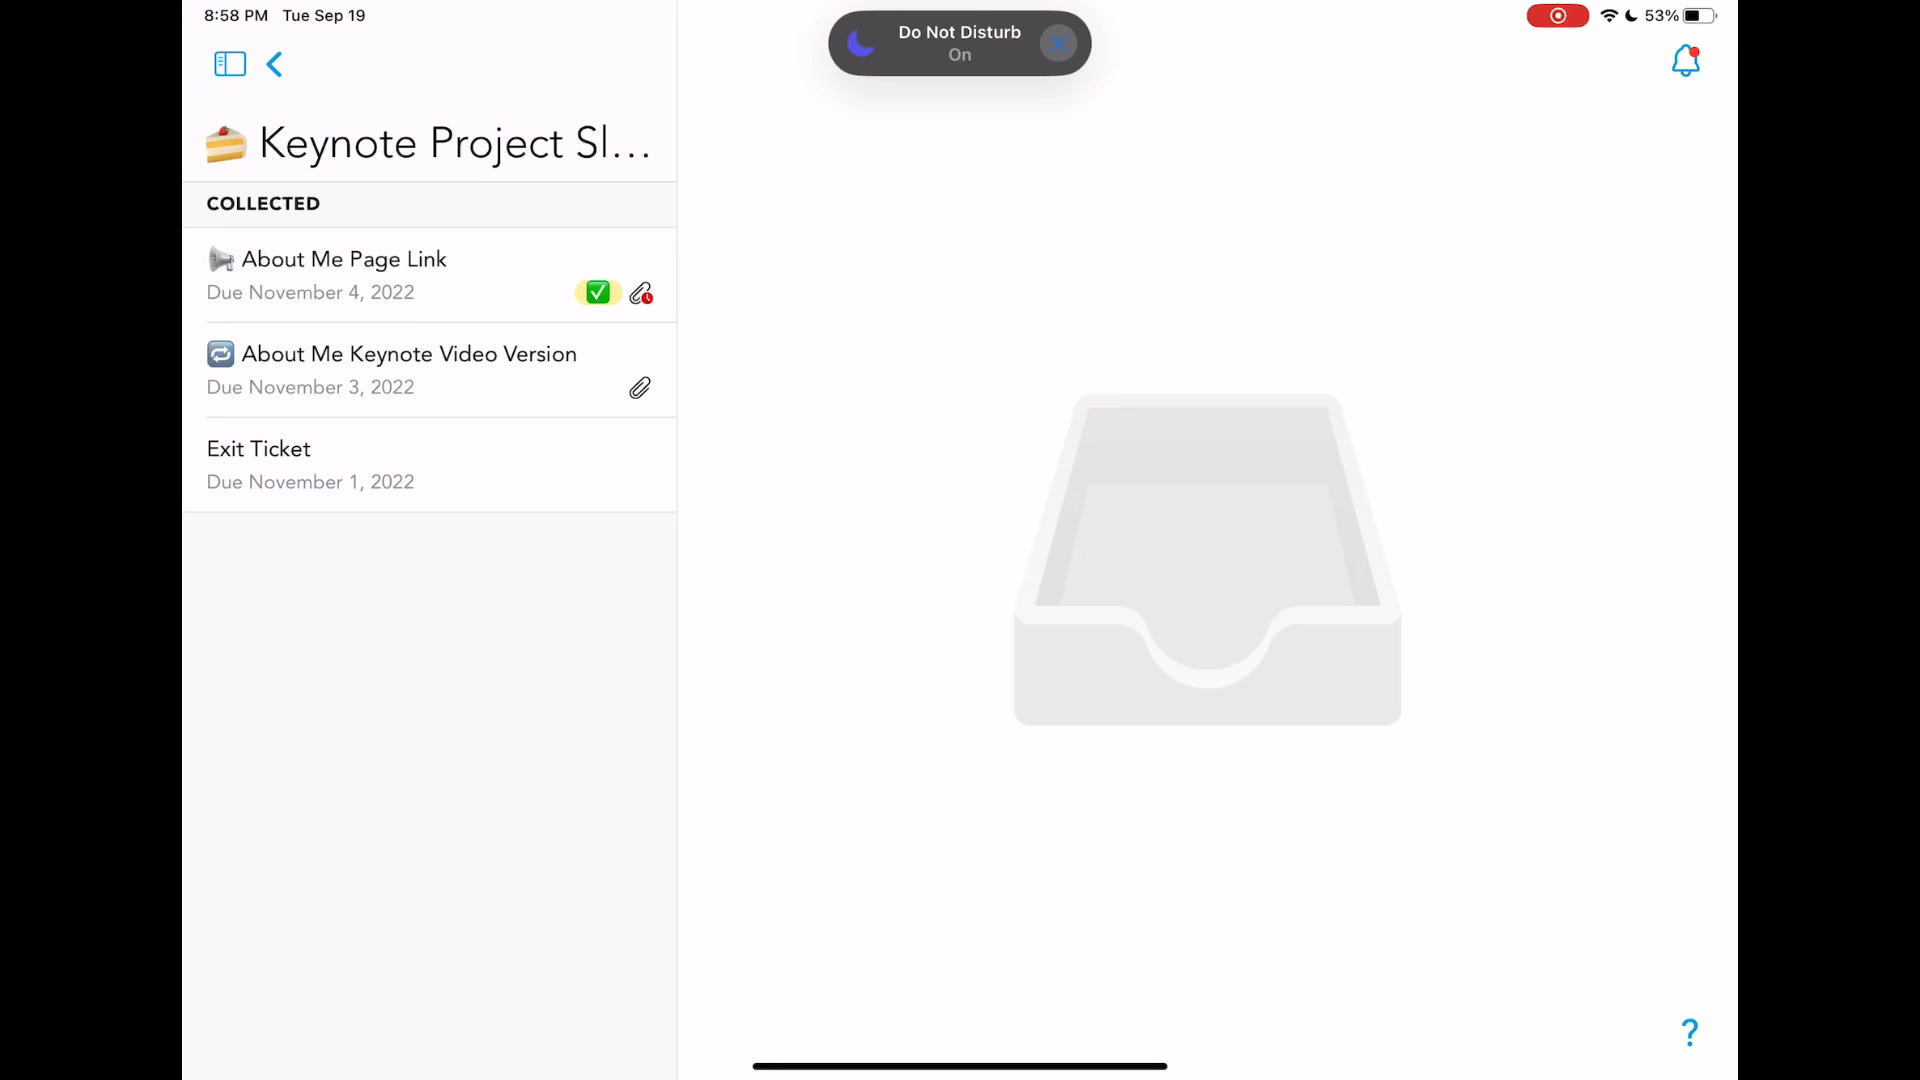 8:58 PM Tue Sep 19
Do Not Disturb
On
53%
Keynote Project Sl...
COLLECTED
About Me Page Link
Due November 4, 2022
About Me Keynote Video Version
Due November 3, 2022
Exit Ticket
Due November 1, 2022
?